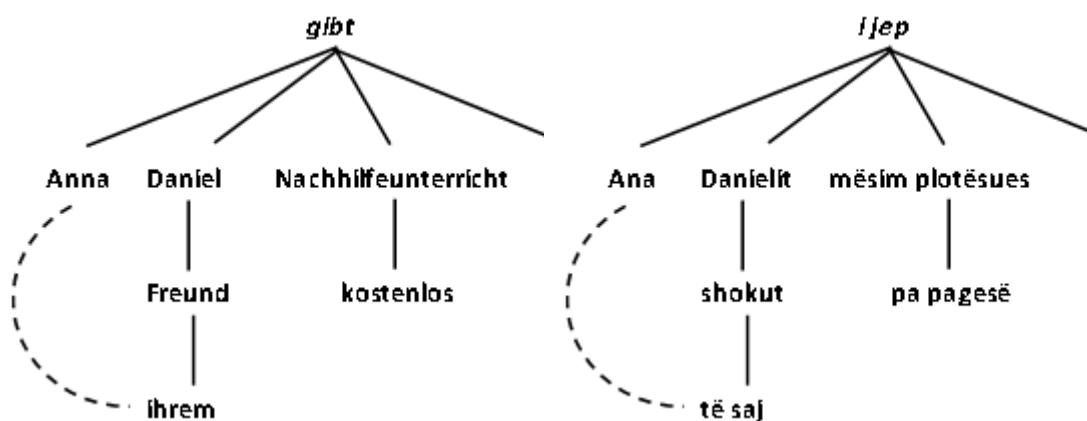 gibt
Anna Daniel Nachhilfeunterricht
Freund kostenlos
ihrem
i jep
Ana Danielit mësim plotësues
shokut pa pagesë
të saj